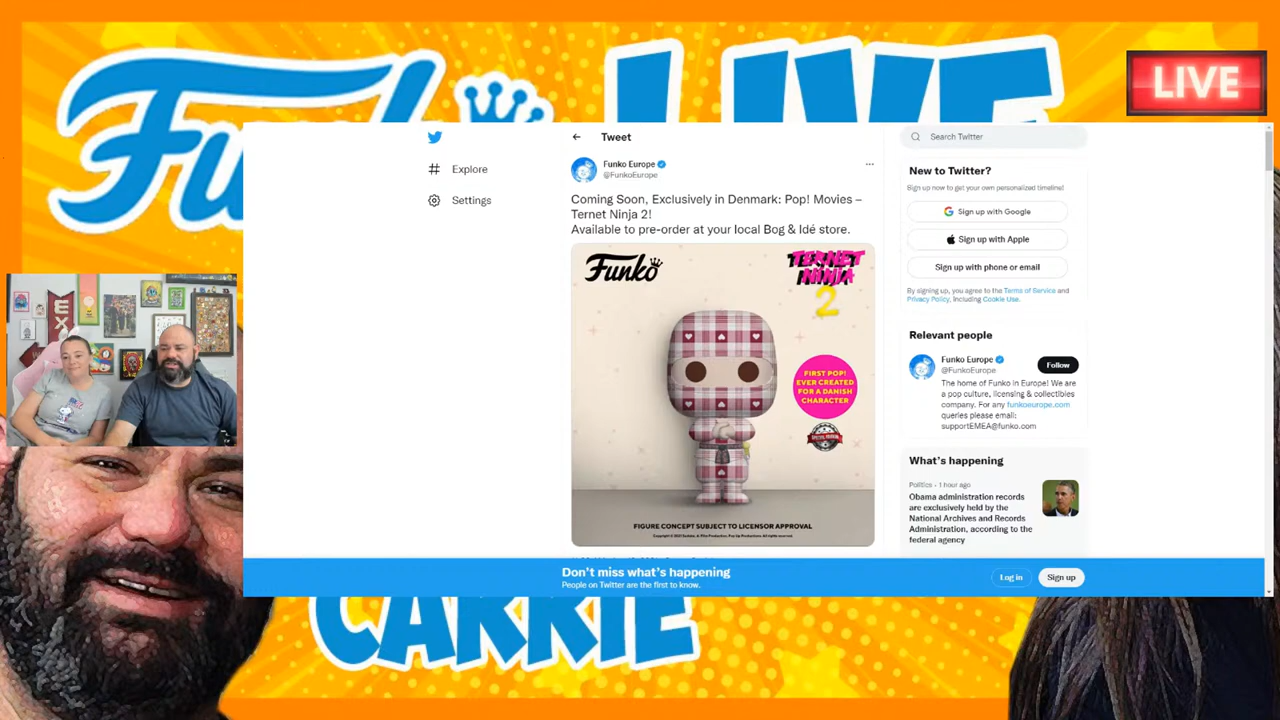 Funko LIVE
LIVE
Tweet
Search Twitter
Explore
Settings
Funko Europe
@FunkoEurope
...
Coming Soon, Exclusively in Denmark: Pop! Movies –
Ternet Ninja 2!
Available to pre-order at your local Bog & Idé store.
Funko
TERNET
NINJA
2
FIRST POP!
EVER CREATED
FOR A DANISH
CHARACTER
SPECIAL EDITION
FIGURE CONCEPT SUBJECT TO LICENSOR APPROVAL
New to Twitter?
Sign up now to get your own personalized timeline!
Sign up with Google
Sign up with Apple
Sign up with phone or email
By signing up, you agree to the Terms of Service and
Privacy Policy, including Cookie Use.
Relevant people
Funko Europe
@FunkoEurope
Follow
The home of Funko in Europe! We are
a pop culture, licensing & collectibles
company. For any funkoeurope.com
queries please email:
supportEMEA@funko.com
What's happening
Politics · 1 hour ago
Obama administration records
are exclusively held by the
National Archives and Records
Administration, according to the
federal agency
Don't miss what's happening
People on Twitter are the first to know.
Log in
Sign up
CARRIE